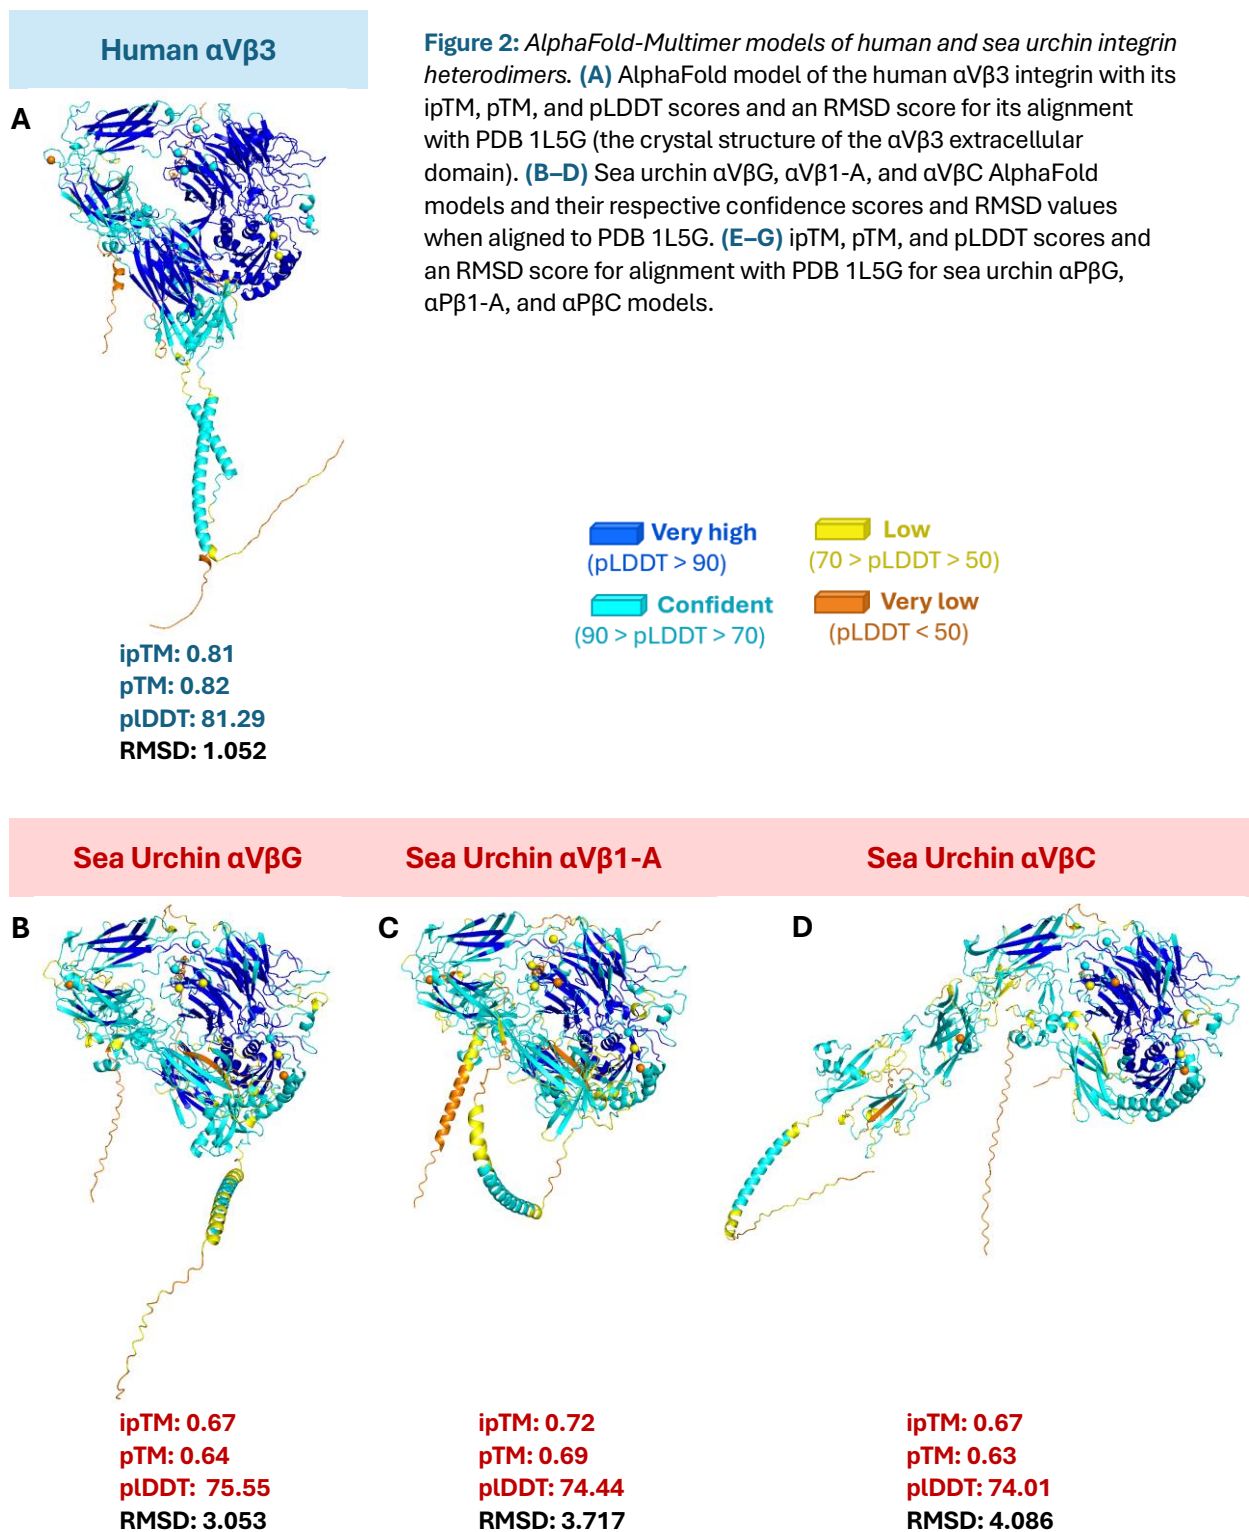 Human αVβ3
Figure 2: AlphaFold-Multimer models of human and sea urchin integrin
heterodimers. (A) AlphaFold model of the human αVβ3 integrin with its
ipTM, pTM, and pLDDT scores and an RMSD score for its alignment
with PDB 1L5G (the crystal structure of the αVβ3 extracellular
domain). (B–D) Sea urchin αVβG, αVβ1-A, and αVβC AlphaFold
models and their respective confidence scores and RMSD values
when aligned to PDB 1L5G. (E–G) ipTM, pTM, and pLDDT scores and
an RMSD score for alignment with PDB 1L5G for sea urchin αPβG,
αPβ1-A, and αPβC models.
A
Very high
(pLDDT > 90)
Low
(70 > pLDDT > 50)
Confident
(90 > pLDDT > 70)
Very low
(pLDDT < 50)
ipTM: 0.81
pTM: 0.82
plDDT: 81.29
RMSD: 1.052
Sea Urchin αVβG
Sea Urchin αVβ1-A
Sea Urchin αVβC
B
C
D
ipTM: 0.67
pTM: 0.64
plDDT: 75.55
RMSD: 3.053
ipTM: 0.72
pTM: 0.69
plDDT: 74.44
RMSD: 3.717
ipTM: 0.67
pTM: 0.63
plDDT: 74.01
RMSD: 4.086